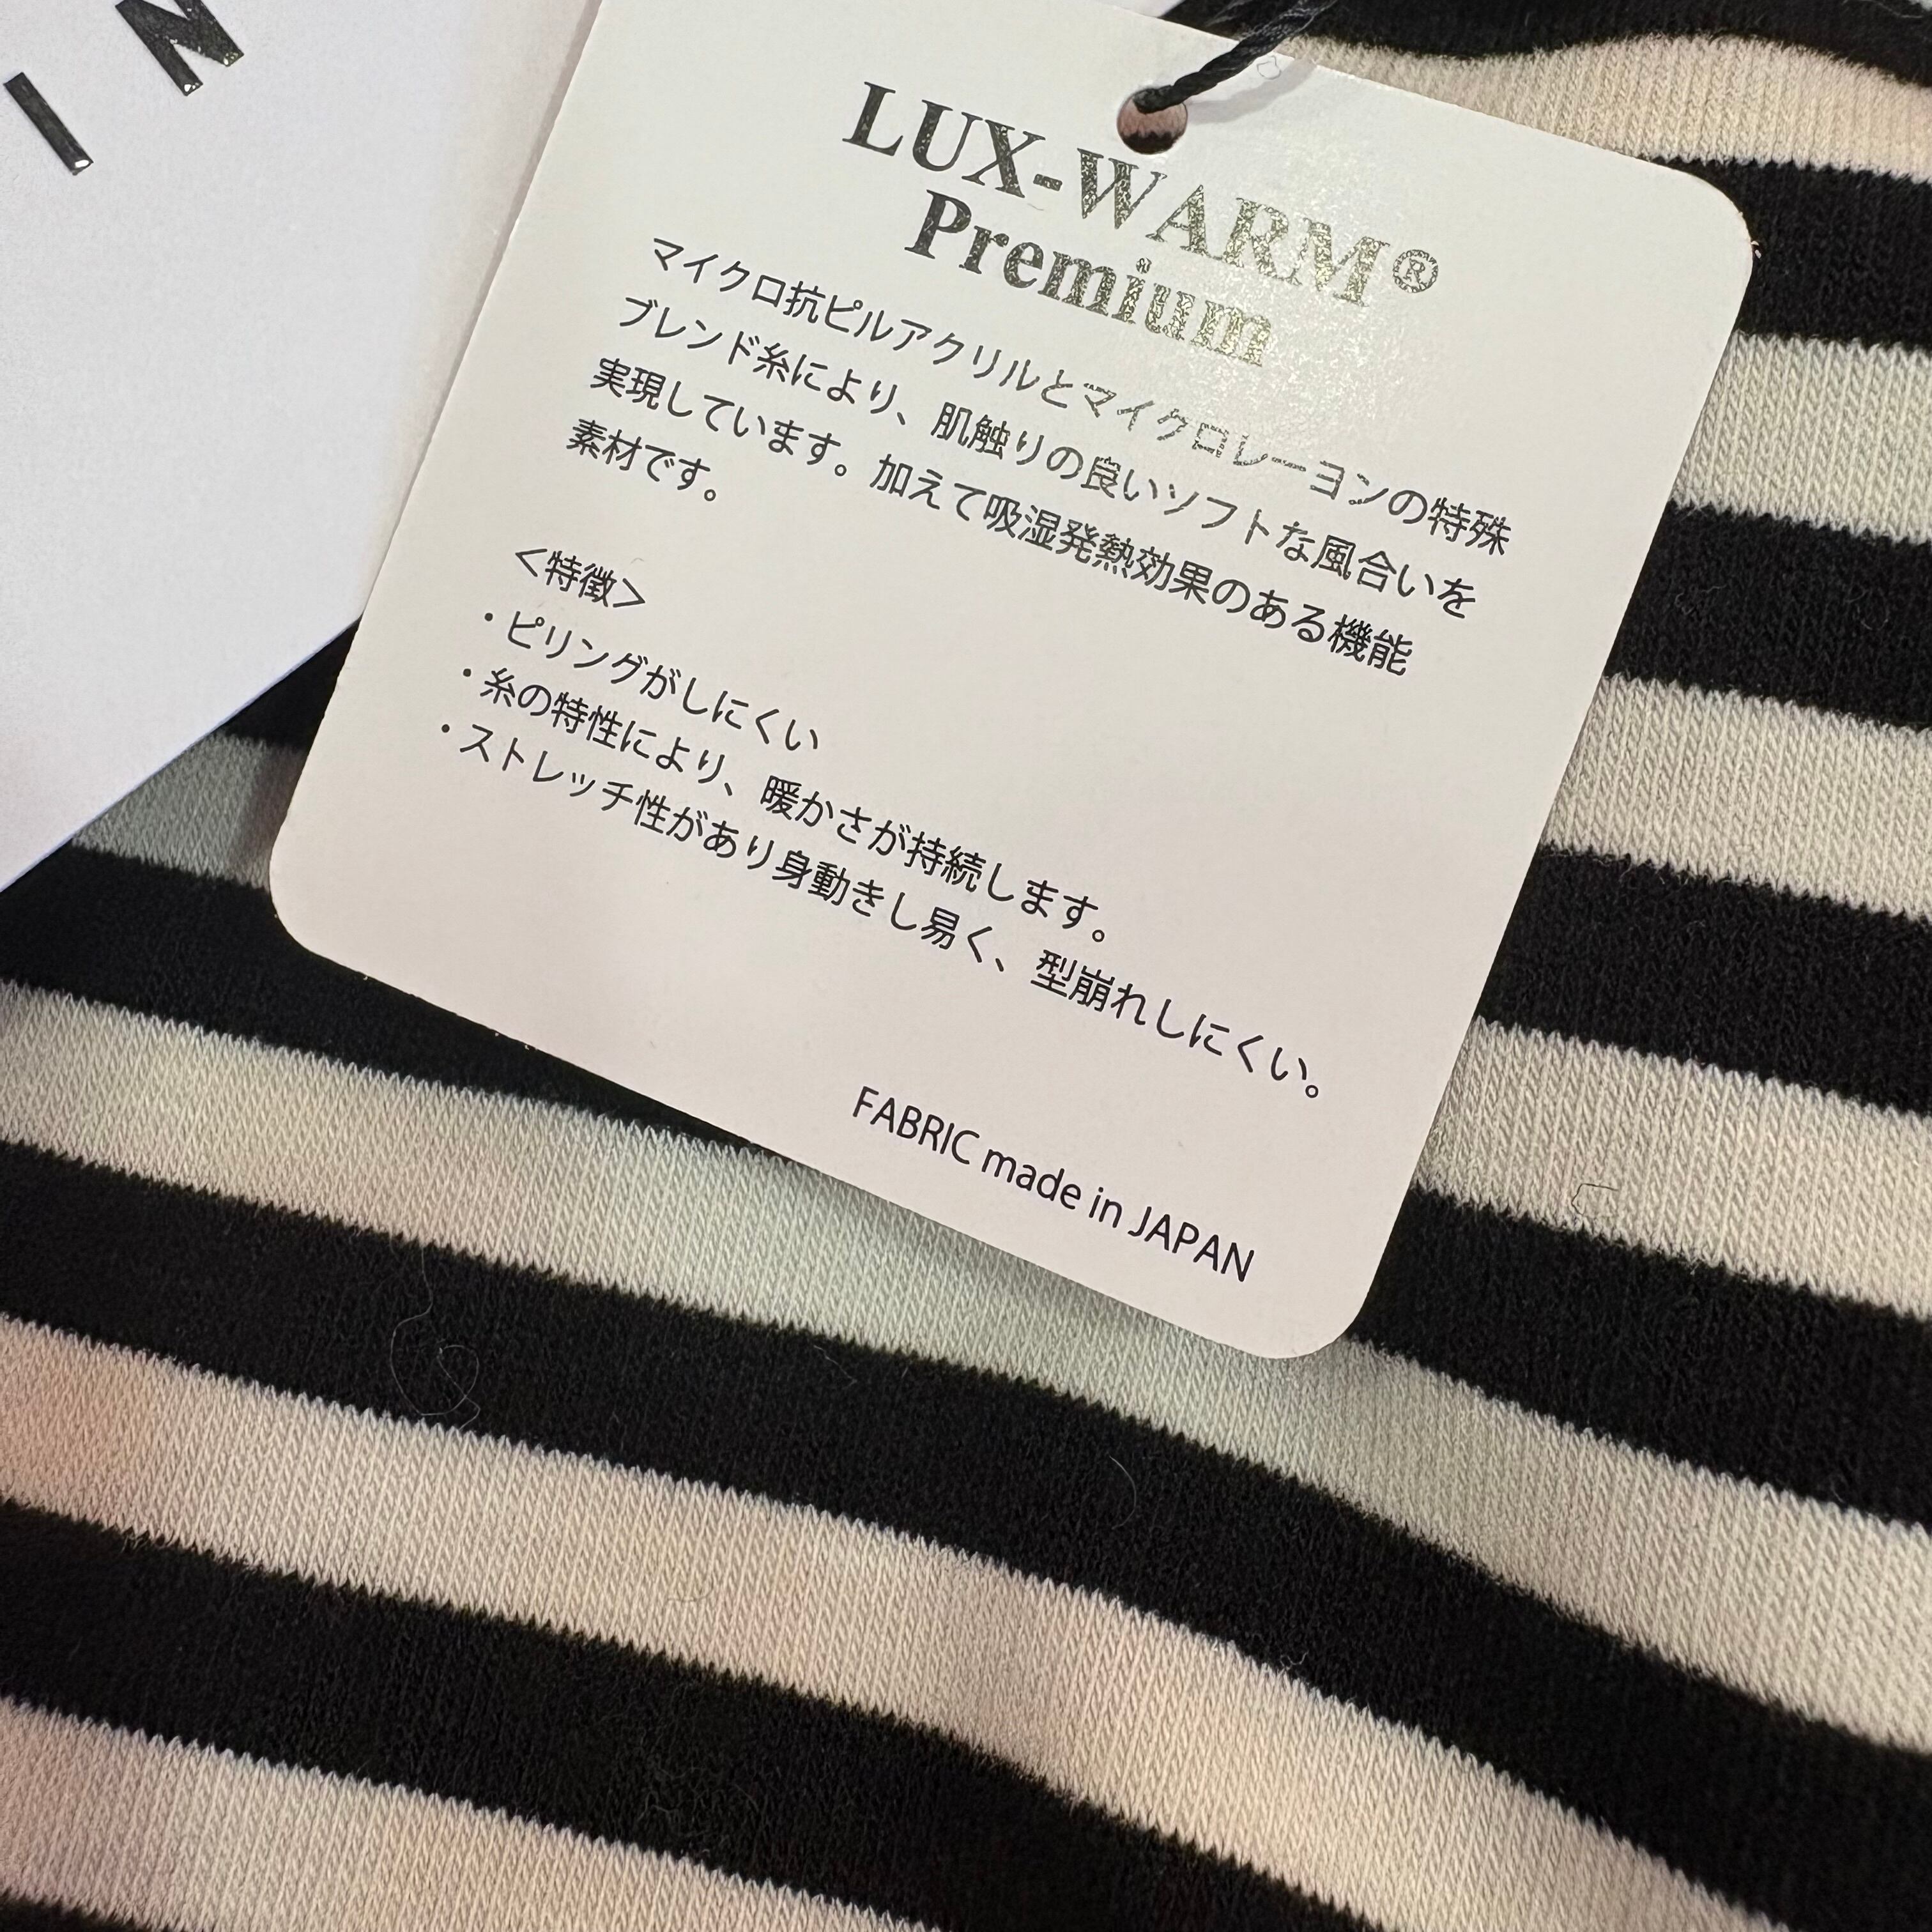 IN
LUX-WARM®
Premium
マイクロ抗ピルアクリルとマイクロレーヨンの特殊
ブレンド糸により、肌触りの良いソフトな風合いを
実現しています。加えて吸湿発熱効果のある機能
素材です。
＜特徴＞
・ピリングがしにくい
・糸の特性により、暖かさが持続します。
・ストレッチ性があり身動きし易く、型崩れしにくい。
FABRIC made in JAPAN